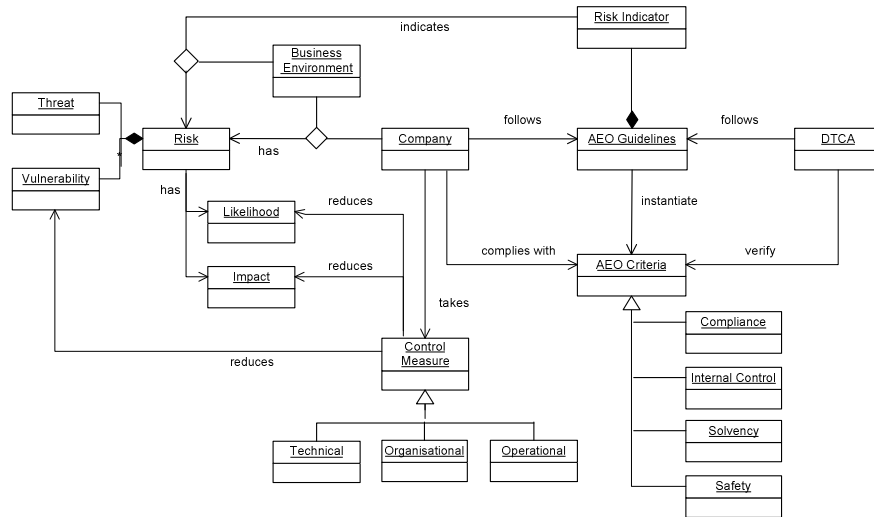 Risk Indicator
indicates
Business
Environment
Threat
Risk
has
Company
follows
AEO Guidelines
follows
DTCA
*
Vulnerability
has
Likelihood
reduces
instantiate
Impact
reduces
complies with
AEO Criteria
verify
takes
Control
Measure
reduces
Compliance
Internal Control
Solvency
Safety
Technical
Organisational
Operational